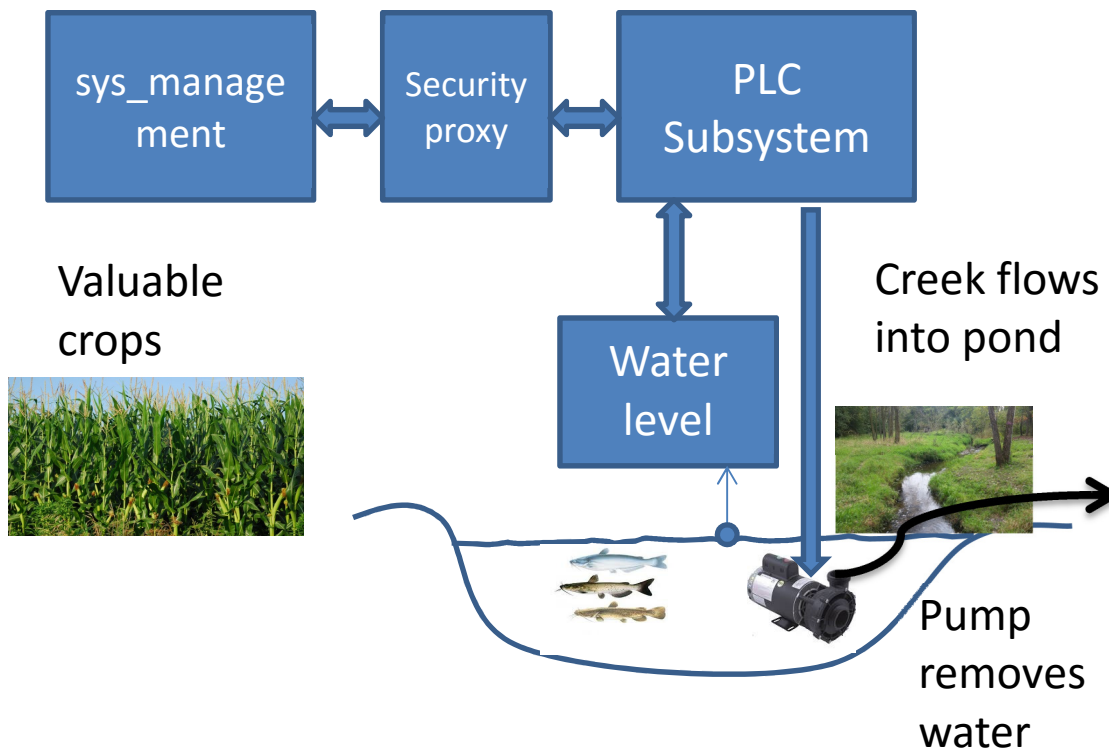 sys_manage
ment
Security
proxy
PLC
Subsystem
Valuable
crops
Water
level
Creek flows
into pond
Pump
removes
water